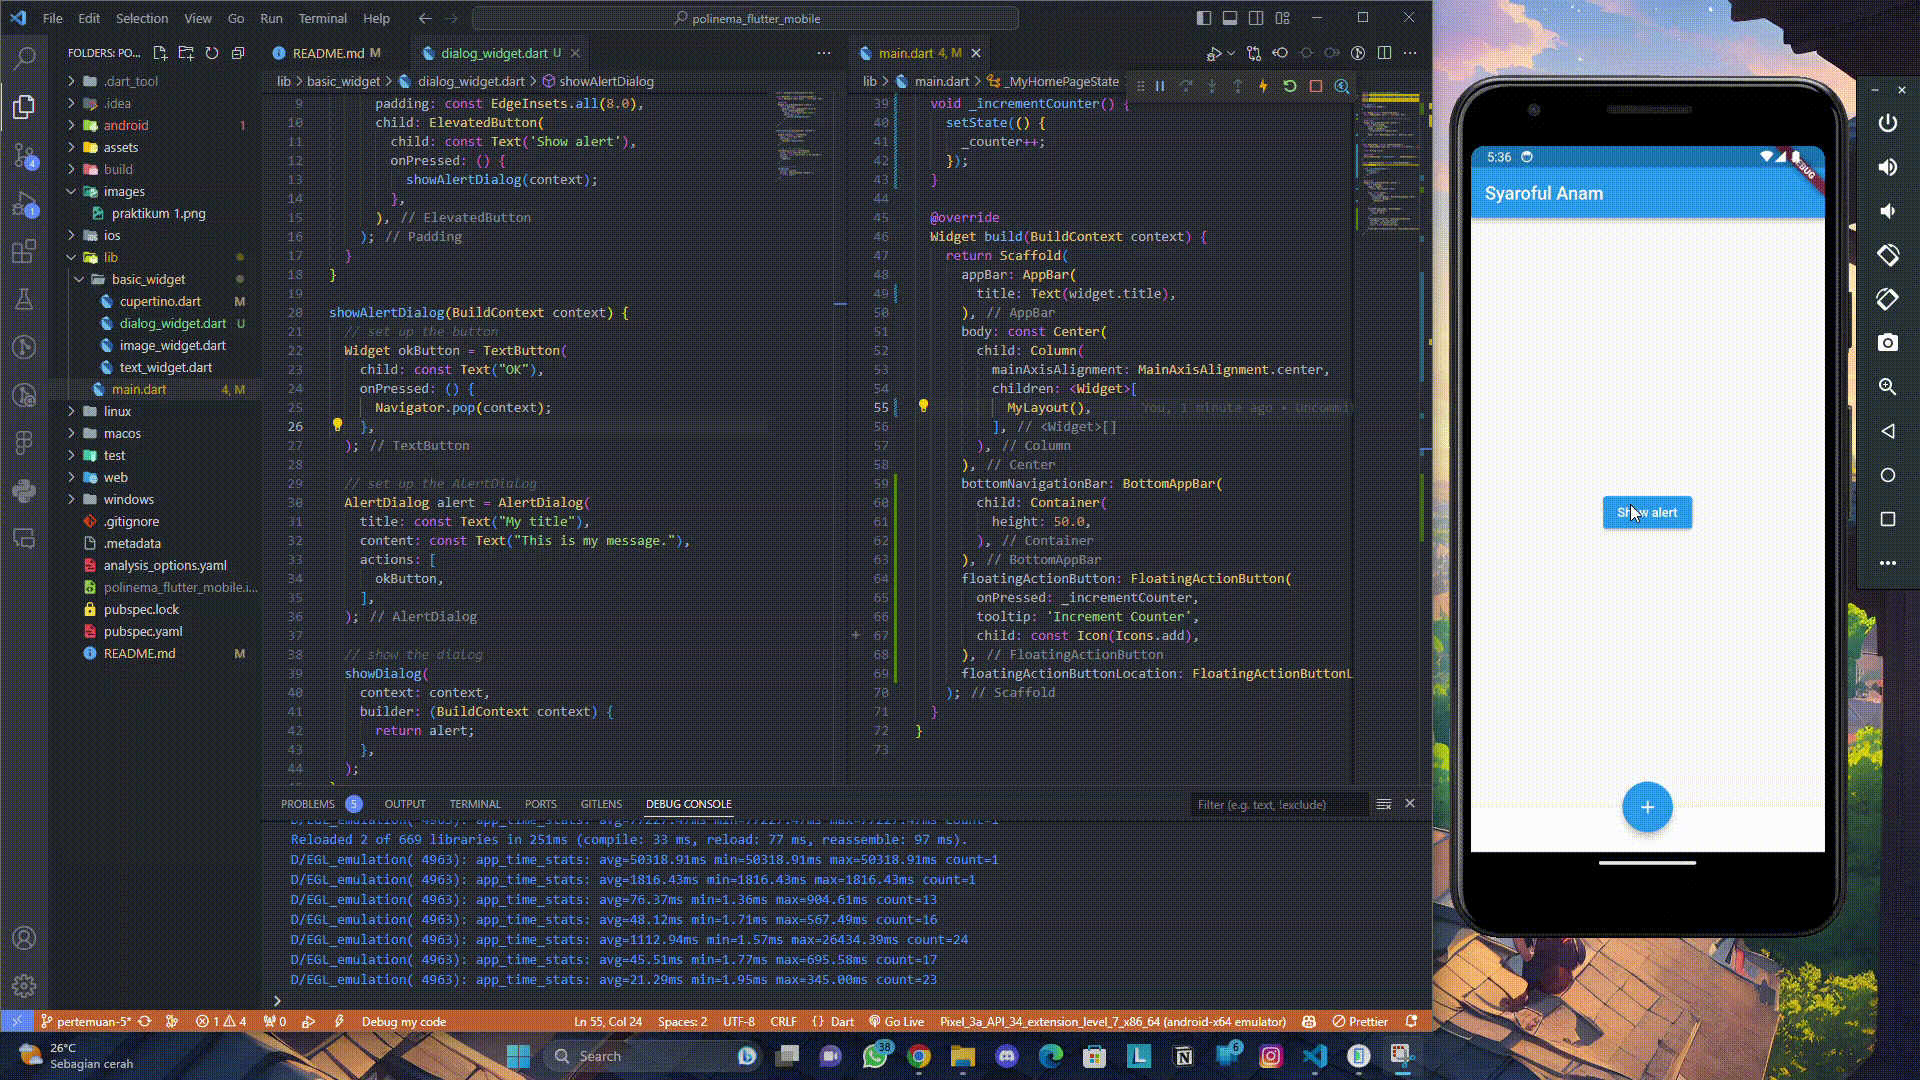 File Edit Selection View Go Run Terminal Help
polinema_flutter_mobile
FOLDERS: PO...
.dart_tool
.idea
android 1
assets
build
images
praktikum 1.png
ios
lib
basic_widget
cupertino.dart M
dialog_widget.dart U
image_widget.dart
text_widget.dart
main.dart 4, M
linux
macos
test
web
windows
.gitignore
.metadata
analysis_options.yaml
polinema_flutter_mobile.i...
pubspec.lock
pubspec.yaml
README.md M
4
1
README.md M
dialog_widget.dart U
lib > basic_widget > dialog_widget.dart > showAlertDialog
9 padding: const EdgeInsets.all(8.0),
10 child: ElevatedButton(
11 child: const Text('Show alert'),
12 onPressed: () {
13 showAlertDialog(context);
14 },
15 ), // ElevatedButton
16 ); // Padding
17 }
18 }
19
20 showAlertDialog(BuildContext context) {
21 // set up the button
22 Widget okButton = TextButton(
23 child: const Text("OK"),
24 onPressed: () {
25 Navigator.pop(context);
26 },
27 ); // TextButton
28
29 // set up the AlertDialog
30 AlertDialog alert = AlertDialog(
31 title: const Text("My title"),
32 content: const Text("This is my message."),
33 actions: [
34 okButton,
35 ],
36 ); // AlertDialog
37
38 // show the dialog
39 showDialog(
40 context: context,
41 builder: (BuildContext context) {
42 return alert;
43 },
44 );
main.dart 4, M
lib > main.dart > _MyHomePageState
39 void _incrementCounter() {
40 setState(() {
41 _counter++;
42 });
43 }
44
45 @override
46 Widget build(BuildContext context) {
47 return Scaffold(
48 appBar: AppBar(
49 title: Text(widget.title),
50 ), // AppBar
51 body: const Center(
52 child: Column(
53 mainAxisAlignment: MainAxisAlignment.center,
54 children: <Widget>[
55 MyLayout(), You, 1 minute ago • Uncommit
56 ], // <Widget>[]
57 ), // Column
58 ), // Center
59 bottomNavigationBar: BottomAppBar(
60 child: Container(
61 height: 50.0,
62 ), // Container
63 ), // BottomAppBar
64 floatingActionButton: FloatingActionButton(
65 onPressed: _incrementCounter,
66 tooltip: 'Increment Counter',
67 child: const Icon(Icons.add),
68 ), // FloatingActionButton
69 floatingActionButtonLocation: FloatingActionButtonL
70 ); // Scaffold
71 }
72 }
73
PROBLEMS 5 OUTPUT TERMINAL PORTS GITLENS DEBUG CONSOLE
Filter (e.g. text, !exclude)
D/EGL_emulation( 4963): app_time_stats: avg=77227.47ms min=77227.47ms max=77227.47ms count=1
Reloaded 2 of 669 libraries in 251ms (compile: 33 ms, reload: 77 ms, reassemble: 97 ms).
D/EGL_emulation( 4963): app_time_stats: avg=50318.91ms min=50318.91ms max=50318.91ms count=1
D/EGL_emulation( 4963): app_time_stats: avg=1816.43ms min=1816.43ms max=1816.43ms count=1
D/EGL_emulation( 4963): app_time_stats: avg=76.37ms min=1.36ms max=904.61ms count=13
D/EGL_emulation( 4963): app_time_stats: avg=48.12ms min=1.71ms max=567.49ms count=16
D/EGL_emulation( 4963): app_time_stats: avg=1112.94ms min=1.57ms max=26434.39ms count=24
D/EGL_emulation( 4963): app_time_stats: avg=45.51ms min=1.77ms max=695.58ms count=17
D/EGL_emulation( 4963): app_time_stats: avg=21.29ms min=1.95ms max=345.00ms count=23
pertemuan-5* 1 4 0 Debug my code Ln 55, Col 24 Spaces: 2 UTF-8 CRLF {} Dart Go Live Pixel_3a_API_34_extension_level_7_x86_64 (android-x64 emulator) Prettier
5:36
DEBUG
Syaroful Anam
Show alert
26°C
Sebagian cerah
Search
38
6